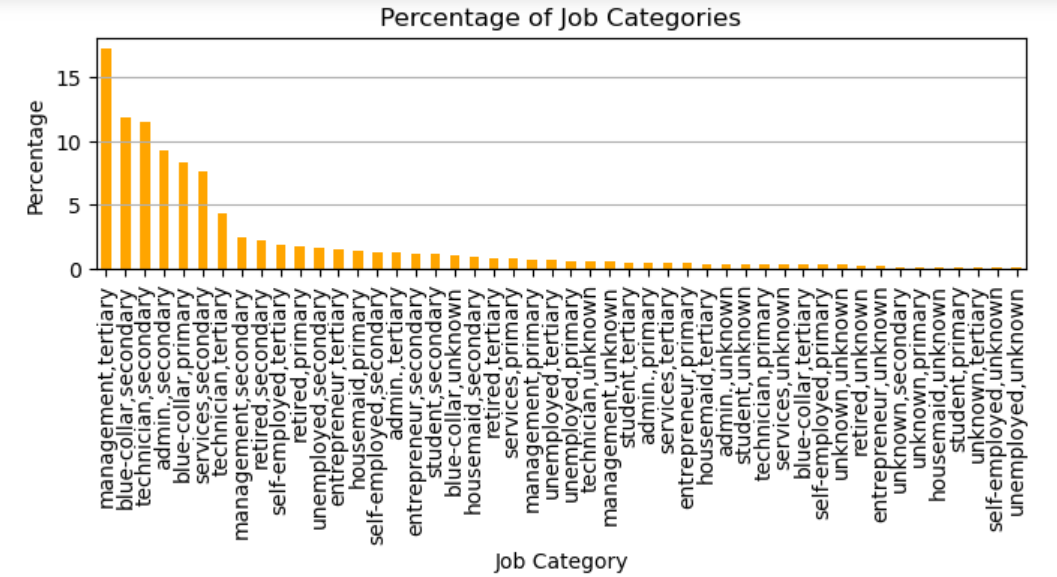 Percentage of Job Categories
Percentage
15
10
5
0
management,tertiary
blue-collar,secondary
technician,secondary
admin.,secondary
blue-collar,primary
services,secondary
technician,tertiary
management,secondary
retired,secondary
self-employed,tertiary
retired,primary
unemployed,secondary
entrepreneur,tertiary
housemaid,primary
self-employed,secondary
admin.,tertiary
entrepreneur,secondary
student,secondary
blue-collar,unknown
housemaid,secondary
retired,tertiary
services,primary
management,primary
unemployed,tertiary
unemployed,primary
technician,unknown
management,unknown
student,tertiary
admin.,primary
services,tertiary
entrepreneur,primary
housemaid,tertiary
admin.,unknown
student,unknown
technician,primary
services,unknown
blue-collar,tertiary
self-employed,primary
unknown,unknown
retired,unknown
entrepreneur,unknown
unknown,secondary
unknown,primary
housemaid,unknown
student,primary
unknown,tertiary
self-employed,unknown
unemployed,unknown
Job Category